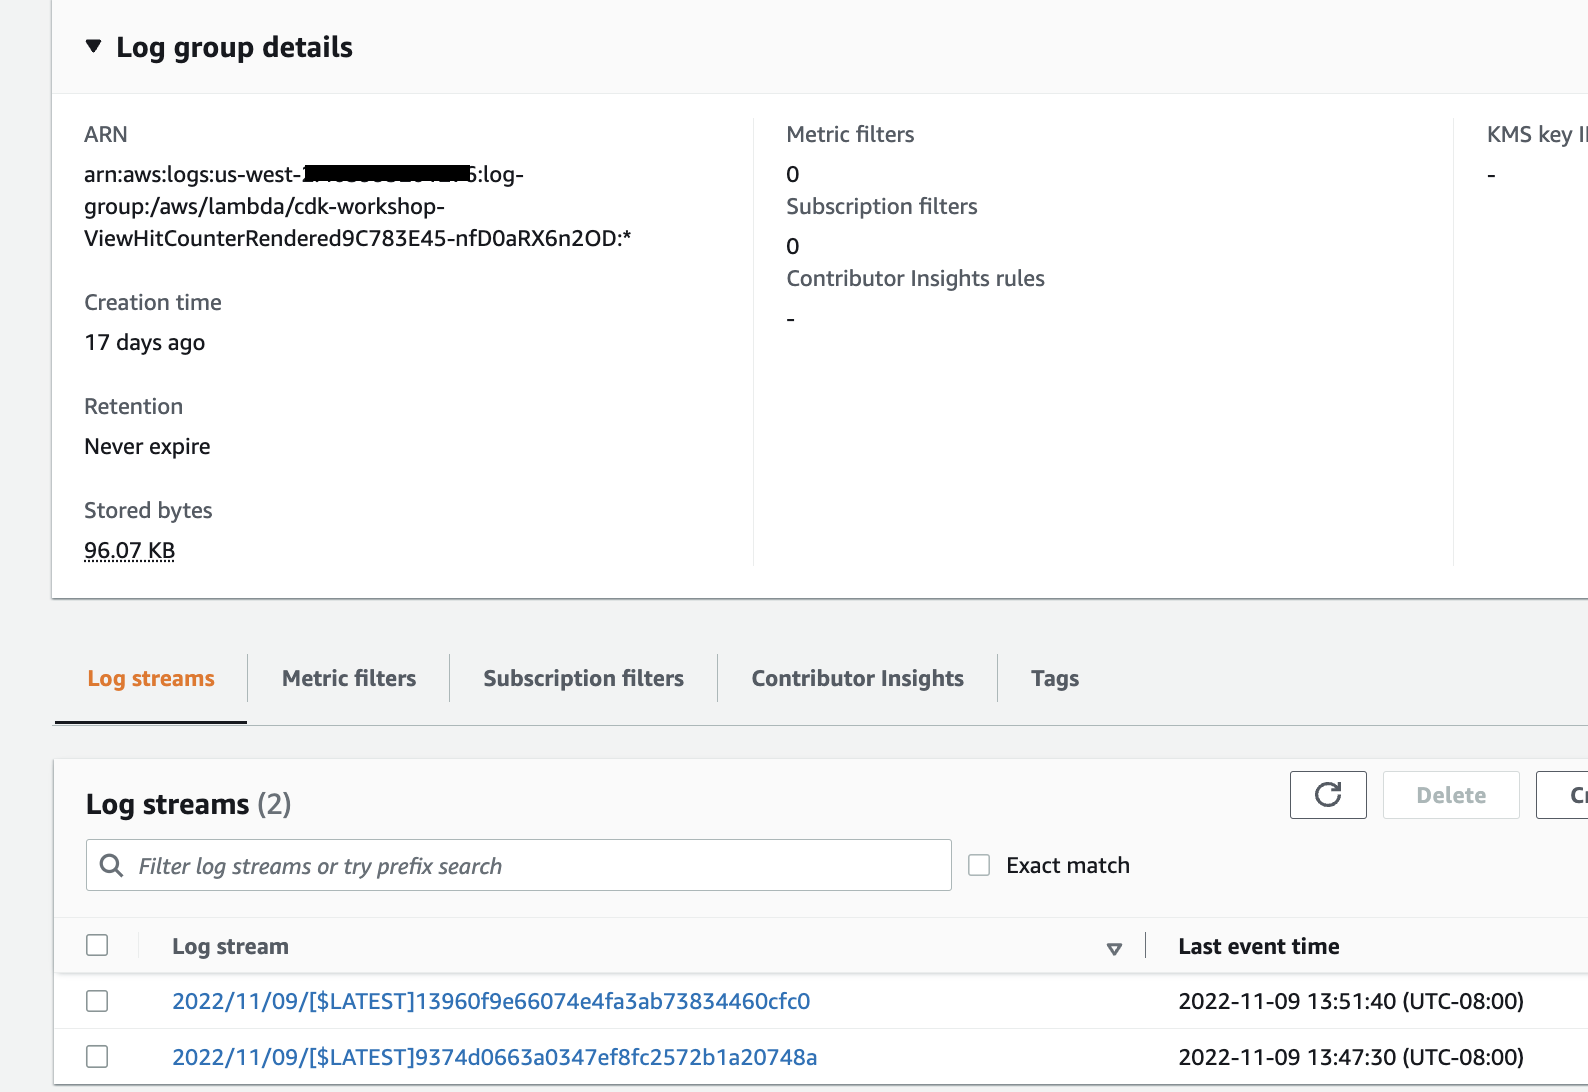 Log group details
ARN
arn:aws:logs:us-west-
:log-
group:/aws/lambda/cdk-workshop-
ViewHitCounterRendered9C783E45-nfD0aRX6n2OD:*
Creation time
17 days ago
Retention
Never expire
Stored bytes
96.07 KB
Metric filters
0
Subscription filters
0
Contributor Insights rules
-
KMS key
-
Log streams
Metric filters
Subscription filters
Contributor Insights
Tags
Log streams (2)
Delete
Filter log streams or try prefix search
Exact match
Log stream
Last event time
2022/11/09/[$LATEST]13960f9e66074e4fa3ab73834460cfc0
2022-11-09 13:51:40 (UTC-08:00)
2022/11/09/[$LATEST]9374d0663a0347ef8fc2572b1a20748a
2022-11-09 13:47:30 (UTC-08:00)